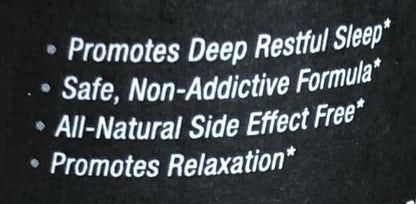 • Promotes Deep Restful Sleep*
• Safe, Non-Addictive Formula*
• All-Natural Side Effect Free*
• Promotes Relaxation*